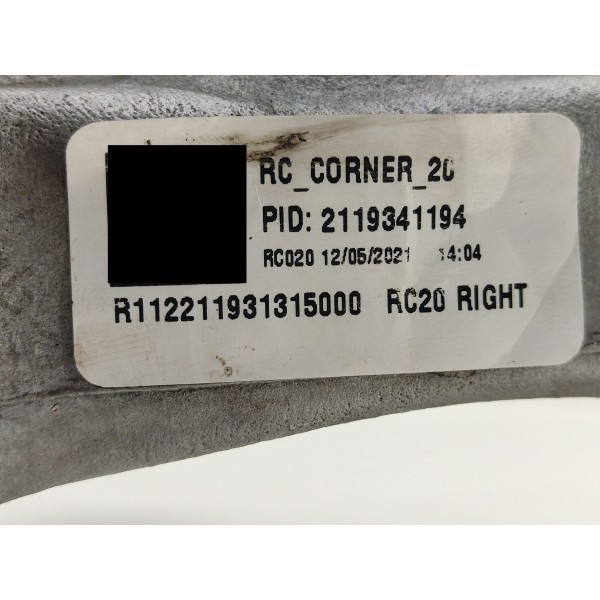 RC_CORNER_20
PID: 2119341194
RC020 12/05/2021 14:04
R112211931315000 RC20 RIGHT